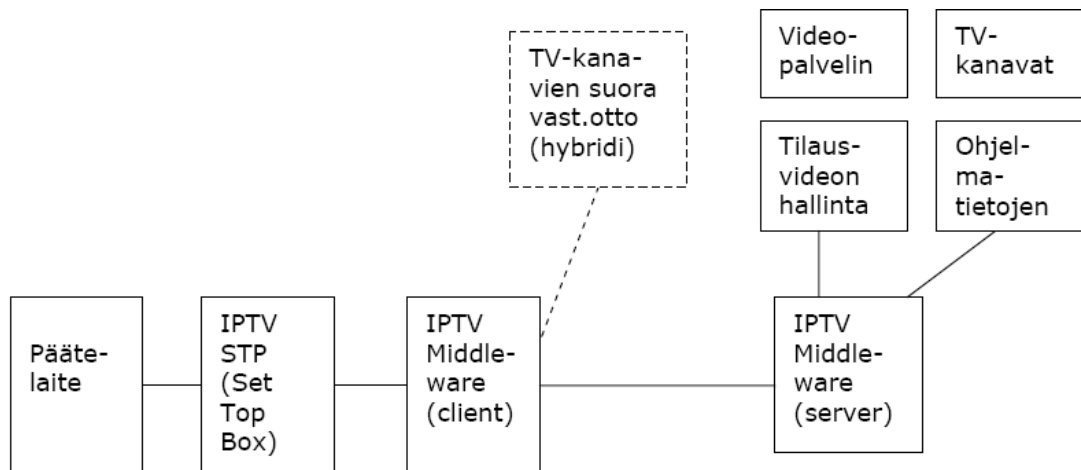 TV-kana-
vien suora
vast.otto
(hybridi)
Video-
palvelin
TV-
kanavat
Tilaus-
videon
hallinta
Ohjel-
ma-
tietojen
Pääte-
laite
IPTV
STP
(Set
Top
Box)
IPTV
Middle-
ware
(client)
IPTV
Middle-
ware
(server)